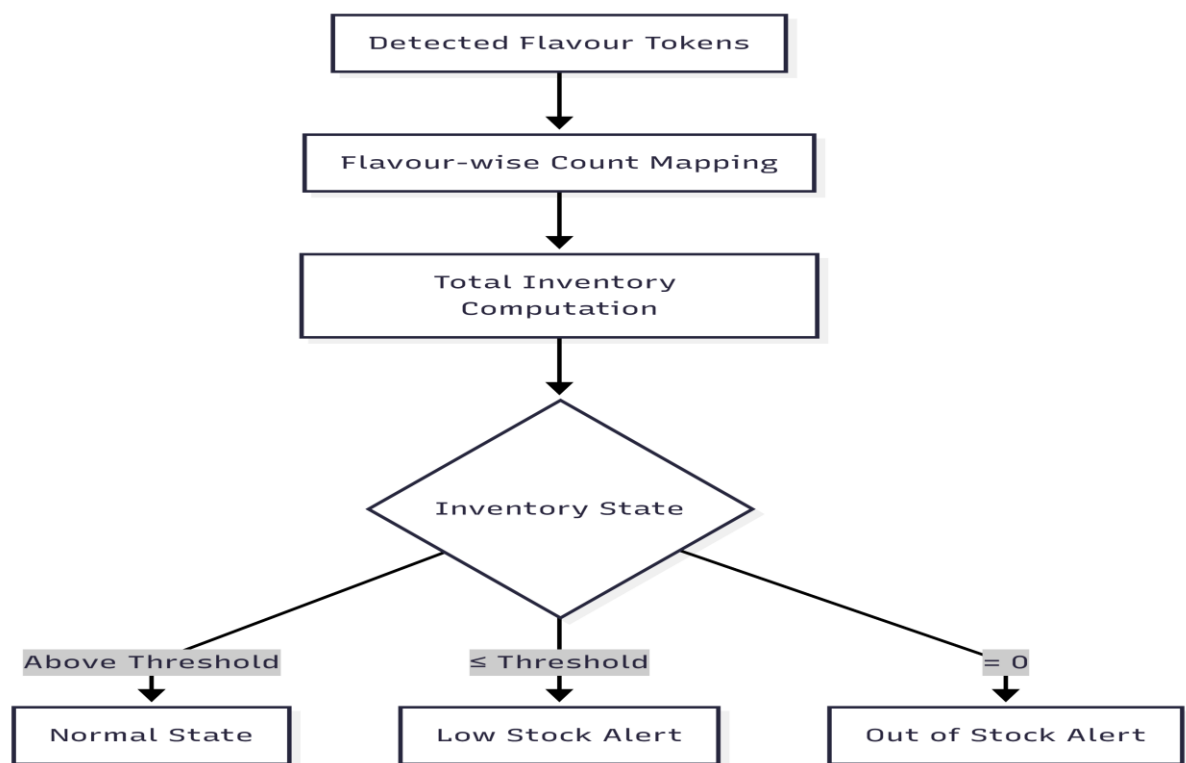 Detected Flavour Tokens
Flavour-wise Count Mapping
Total Inventory
Computation
Inventory State
Above Threshold
≤ Threshold
= 0
Normal State
Low Stock Alert
Out of Stock Alert